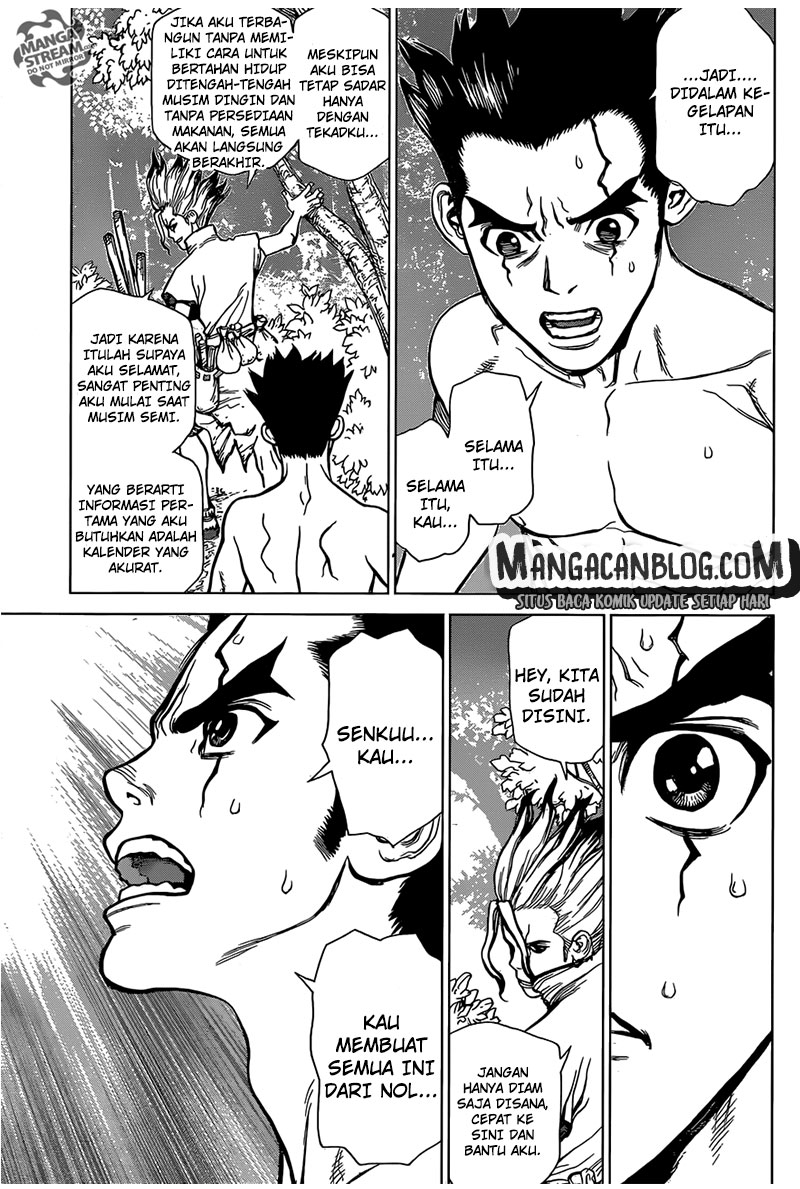 MANGA
STREAM
.COM
DO NOT MIRROR
MESKIPUN
AKU BISA
TETAP SADAR
HANYA
DENGAN
TEKADKU...
JIKA AKU TERBA-
NGUN TANPA MEMI-
LIKI CARA UNTUK
BERTAHAN HIDUP
DITENGAH-TENGAH
MUSIM DINGIN DAN
TANPA PERSEDIAAN
MAKANAN, SEMUA
AKAN LANGSUNG
BERAKHIR.
JADI KARENA
ITULAH SUPAYA
AKU SELAMAT,
SANGAT PENTING
AKU MULAI SAAT
MUSIM SEMI.
YANG BERARTI
INFORMASI PER-
TAMA YANG AKU
BUTUHKAN ADALAH
KALENDER YANG
AKURAT.
...JADI....
DIDALAM KE-
GELAPAN
ITU...
SELAMA
ITU...
SELAMA
ITU,
KAU...
MANGACANBLOG.COM
SITUS BACA KOMIK UPDATE SETIAP HARI
HEY, KITA
SUDAH
DISINI.
JANGAN
HANYA DIAM
SAJA DISANA,
CEPAT KE
SINI DAN
BANTU AKU.
SENKUU...
KAU...
KAU
MEMBUAT
SEMUA INI
DARI NOL...